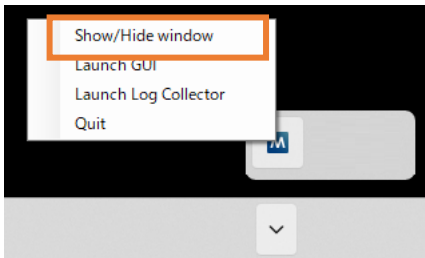 Show/Hide window
Launch GUI
Launch Log Collector
Quit
M